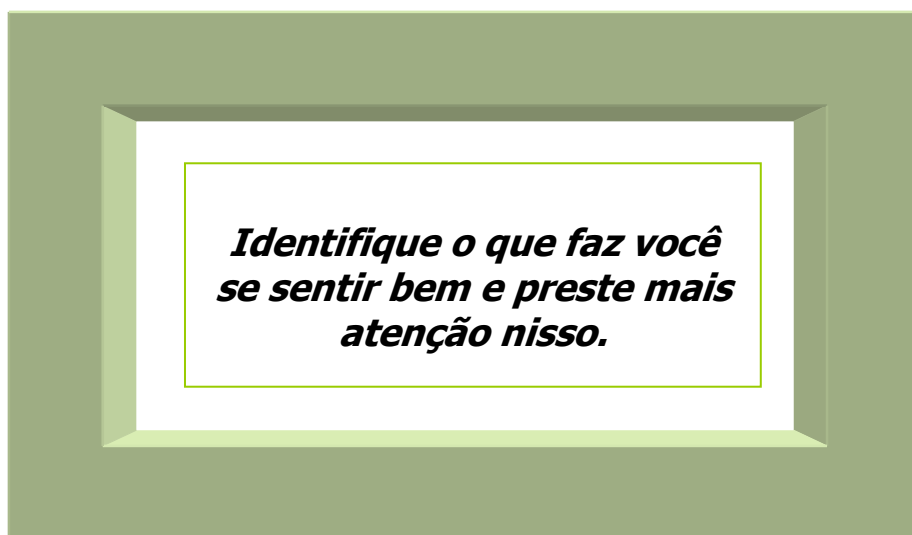 Identifique o que faz você
se sentir bem e preste mais
atenção nisso.